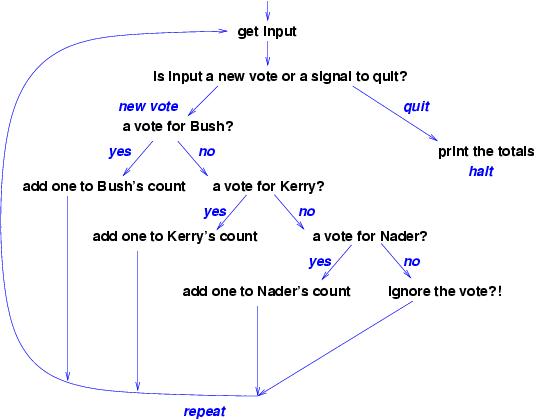 get input
is input a new vote or a signal to quit?
new vote
quit
a vote for Bush?
yes
no
print the totals
halt
add one to Bush's count
a vote for Kerry?
yes
no
add one to Kerry's count
a vote for Nader?
yes
no
add one to Nader's count
ignore the vote?!
repeat